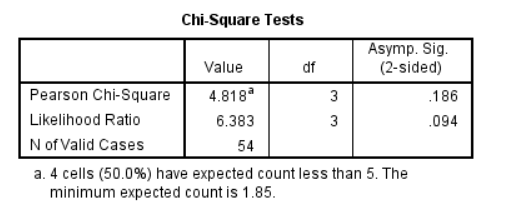 Chi-Square Tests
Value df Asymp. Sig. (2-sided)
Pearson Chi-Square 4.818a 3 .186
Likelihood Ratio 6.383 3 .094
N of Valid Cases 54
a. 4 cells (50.0%) have expected count less than 5. The
minimum expected count is 1.85.